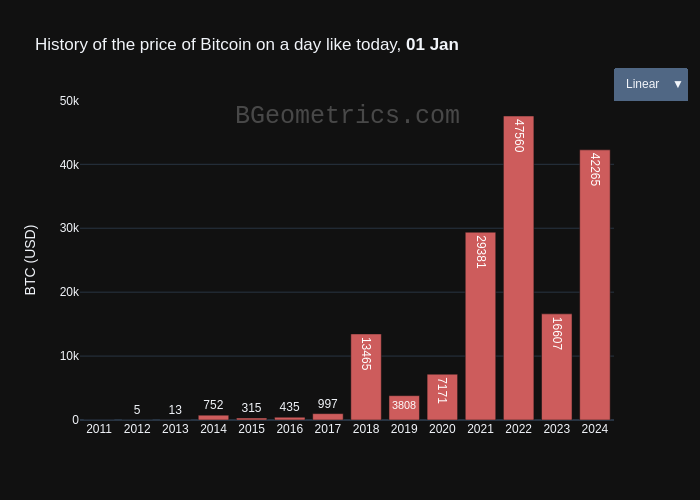 History of the price of Bitcoin on a day like today, 01 Jan
Linear ▼
BGeometrics.com
BTC (USD)
50k
40k
30k
20k
10k
0
5
13
752
315
435
997
13465
3808
7171
29381
47560
16607
42265
2011 2012 2013 2014 2015 2016 2017 2018 2019 2020 2021 2022 2023 2024